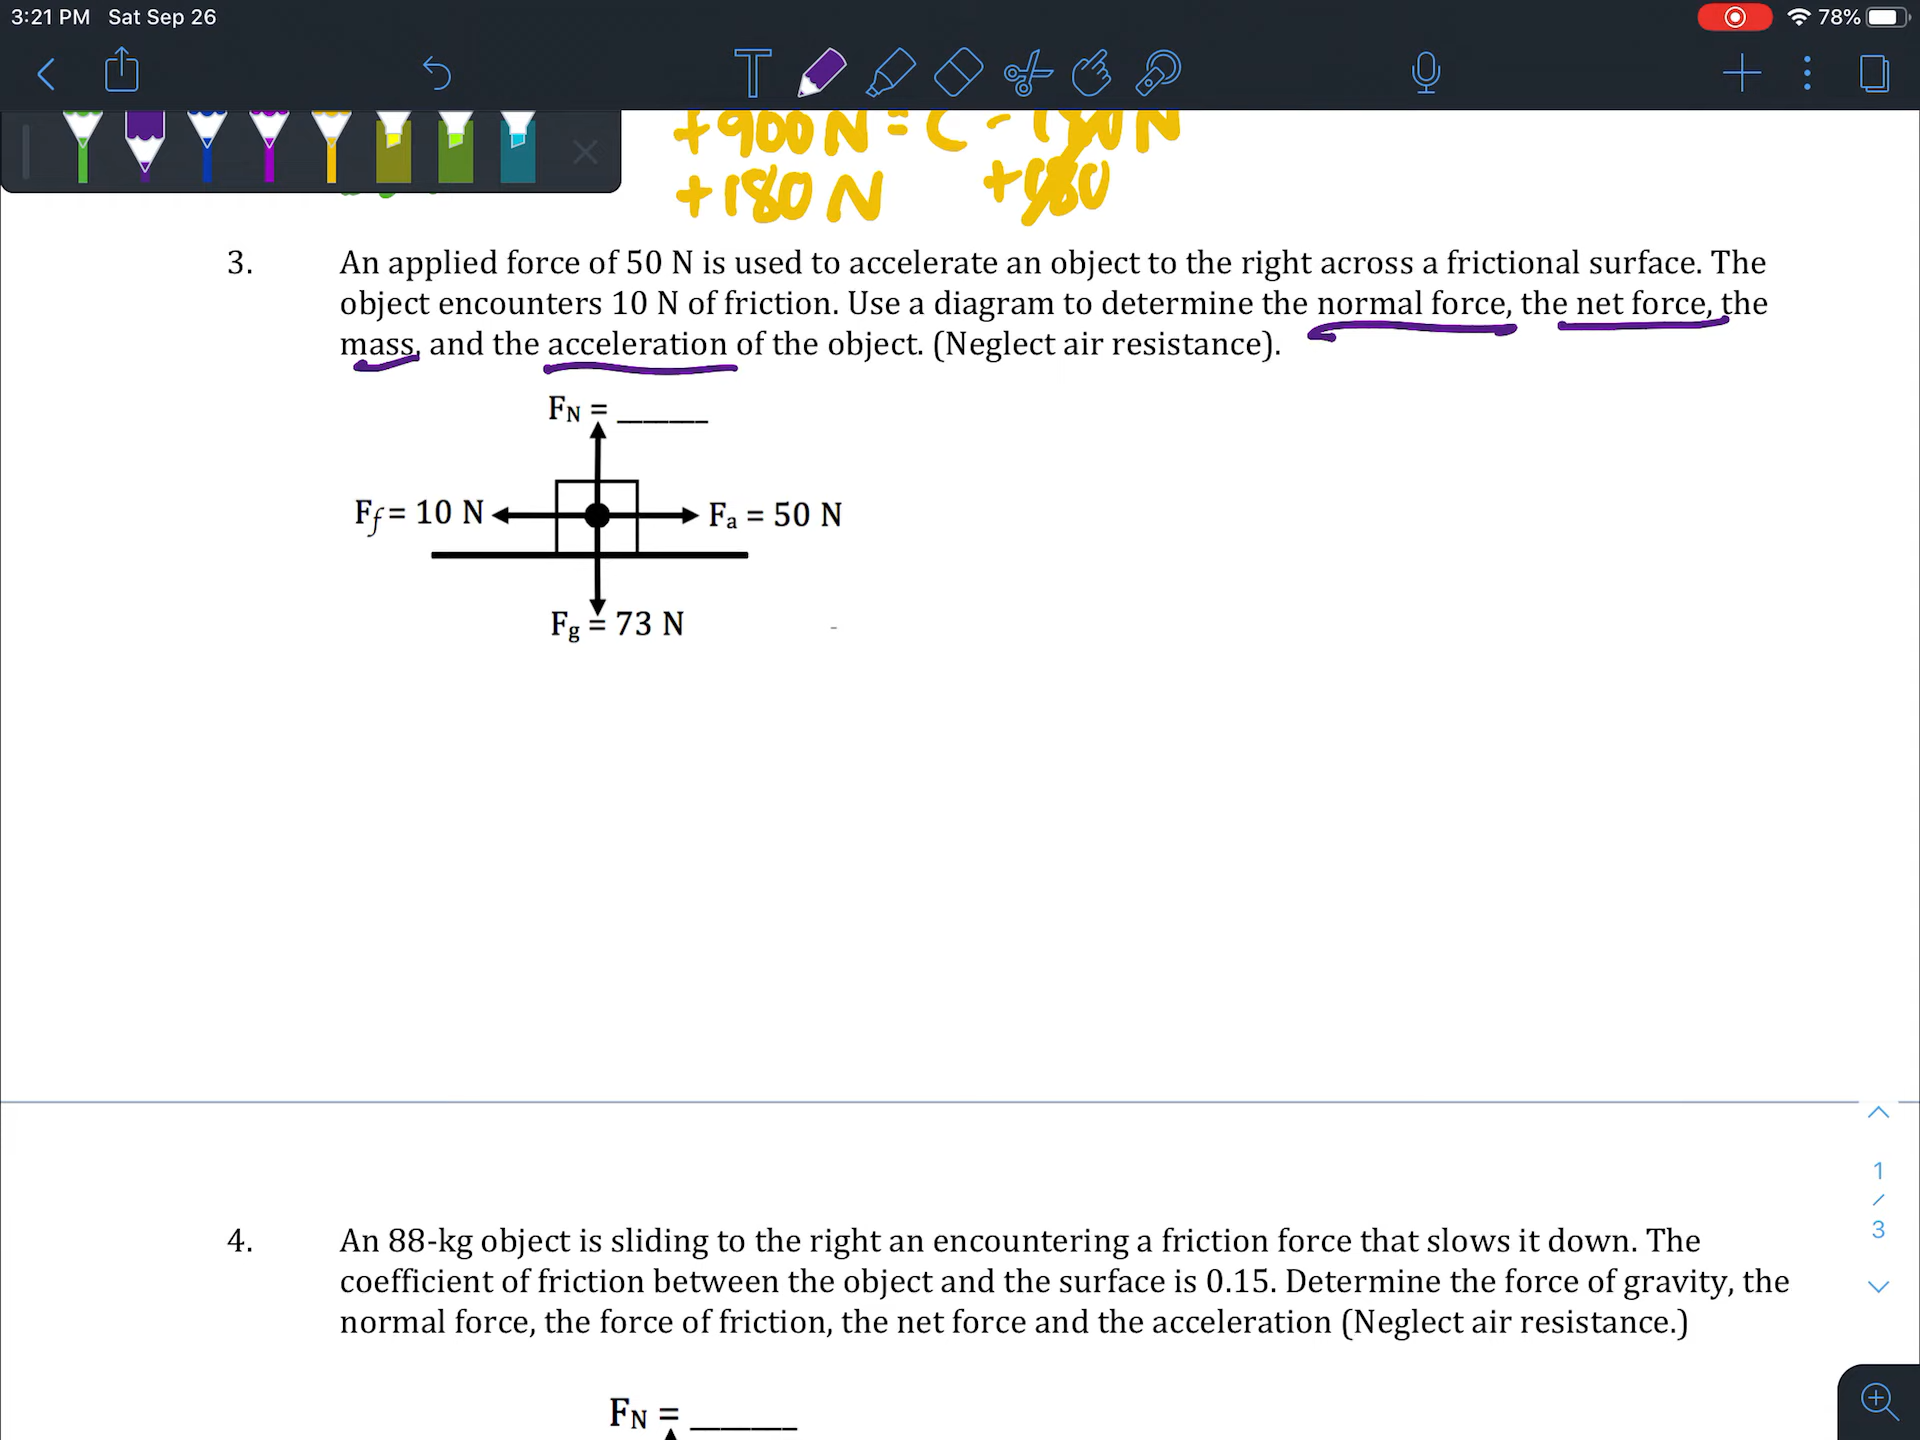 3:21 PM Sat Sep 26
78%
T
+900 N = C - 180 N
+180 N +180
3. An applied force of 50 N is used to accelerate an object to the right across a frictional surface. The
object encounters 10 N of friction. Use a diagram to determine the normal force, the net force, the
mass, and the acceleration of the object. (Neglect air resistance).
FN = ______
Ff = 10 N
Fa = 50 N
Fg = 73 N
1
/
3
4. An 88-kg object is sliding to the right an encountering a friction force that slows it down. The
coefficient of friction between the object and the surface is 0.15. Determine the force of gravity, the
normal force, the force of friction, the net force and the acceleration (Neglect air resistance.)
FN = _______